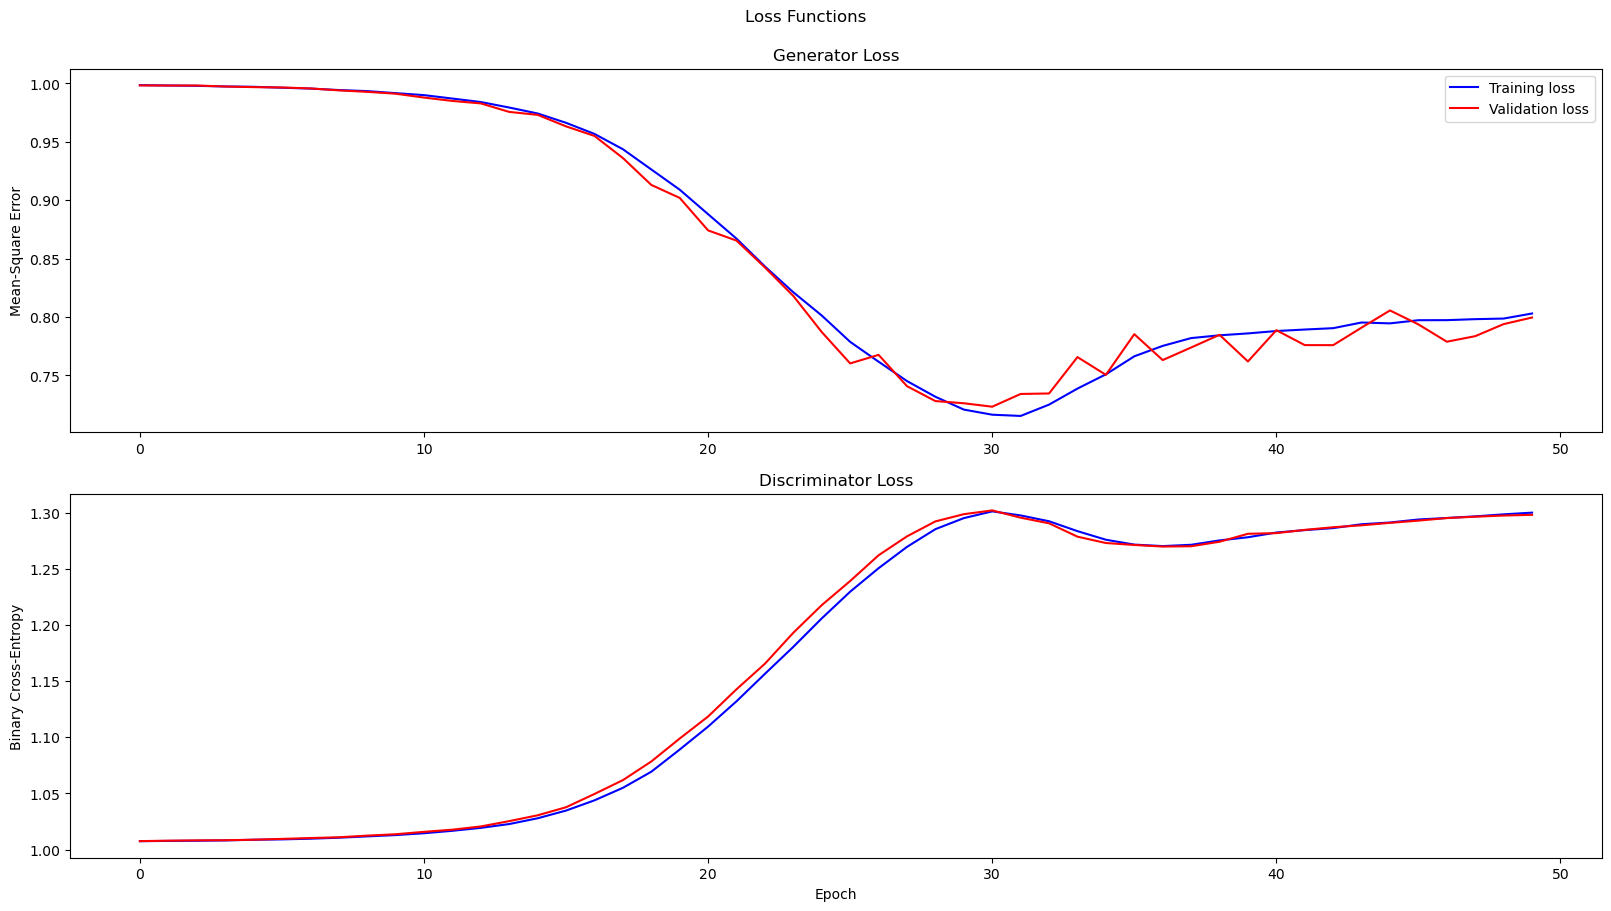 Loss Functions
Generator Loss
Mean-Square Error
1.00
0.95
0.90
0.85
0.80
0.75
Training loss
Validation loss
0 10 20 30 40 50
Discriminator Loss
Binary Cross-Entropy
1.30
1.25
1.20
1.15
1.10
1.05
1.00
0 10 20 30 40 50
Epoch